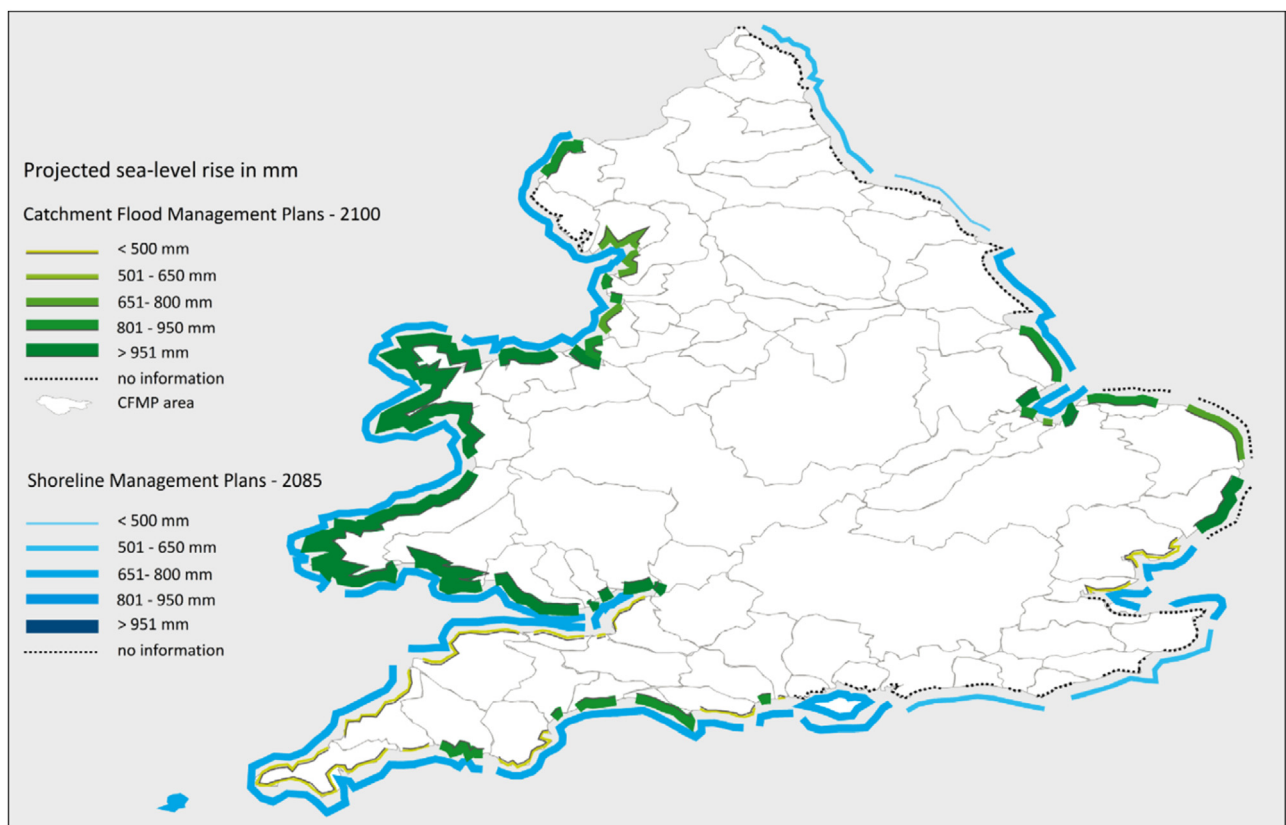 Projected sea-level rise in mm
Catchment Flood Management Plans - 2100
< 500 mm
501 - 650 mm
651- 800 mm
801 - 950 mm
> 951 mm
no information
CFMP area
Shoreline Management Plans - 2085
< 500 mm
501 - 650 mm
651- 800 mm
801 - 950 mm
> 951 mm
no information